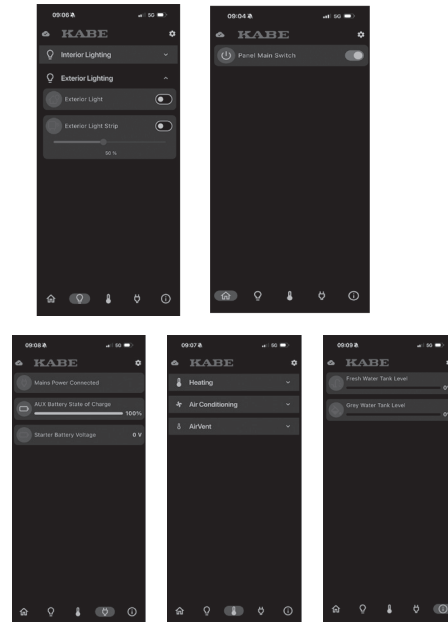 09:06
5G
KABE
Interior Lighting
Exterior Lighting
Exterior Light
Exterior Light Strip
50 %
09:04
5G
KABE
Panel Main Switch
09:08
5G
KABE
Mains Power Connected
AUX Battery State of Charge
100%
Starter Battery Voltage 0 V
09:07
5G
KABE
Heating
Air Conditioning
AirVent
09:09
5G
KABE
Fresh Water Tank Level
Grey Water Tank Level